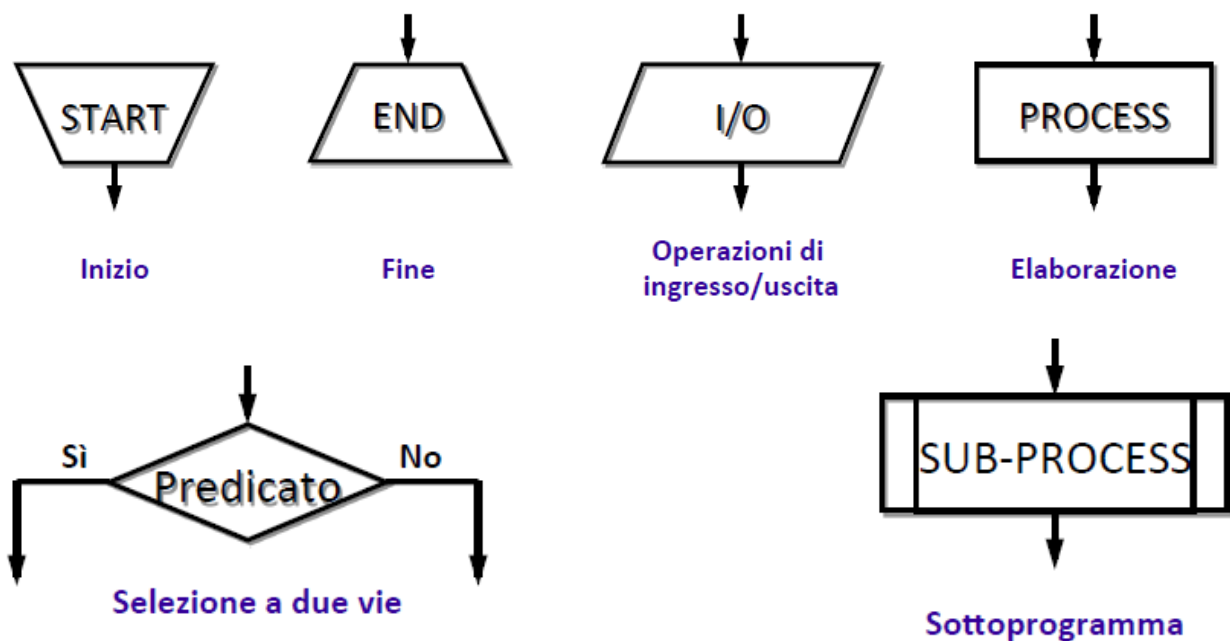 START
END
I/O
PROCESS
Inizio
Fine
Operazioni di
ingresso/uscita
Elaborazione
Sì
Predicato
No
SUB-PROCESS
Selezione a due vie
Sottoprogramma